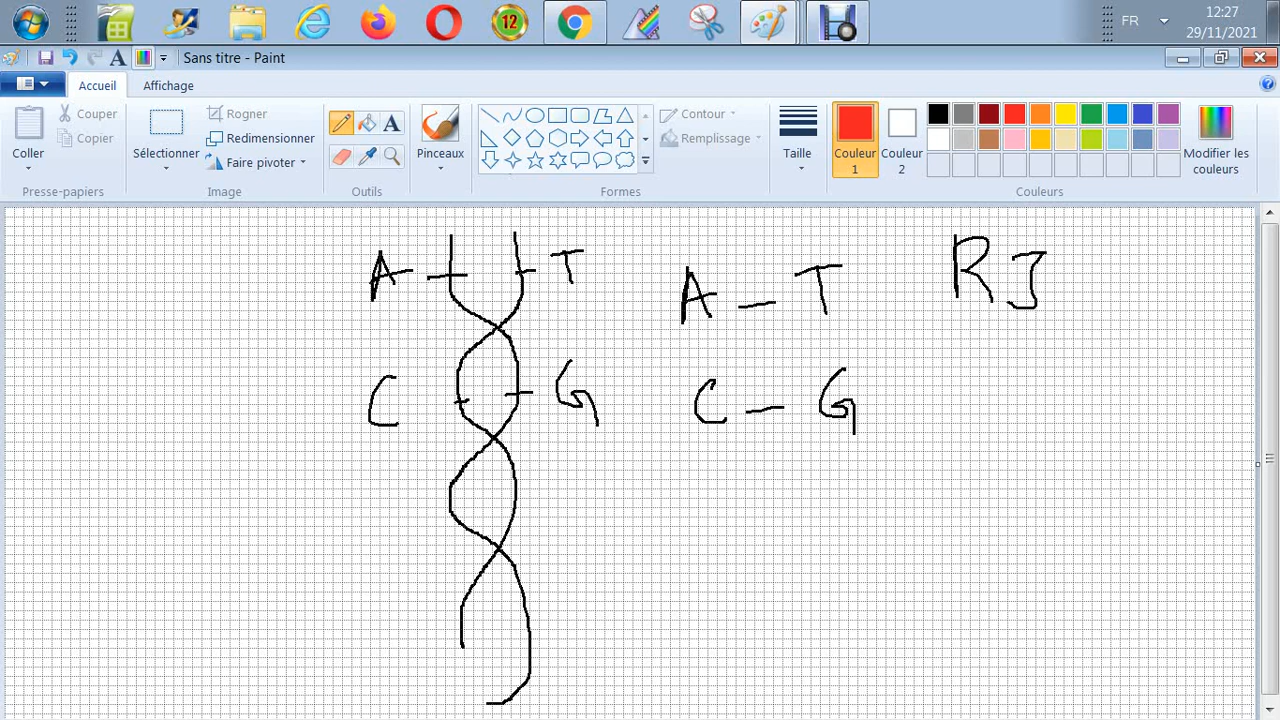 12
FR
12:27
29/11/2021
Sans titre - Paint
Accueil
Affichage
Coller
Couper
Copier
Presse-papiers
Sélectionner
Rogner
Redimensionner
Faire pivoter
Image
A
Outils
Pinceaux
Formes
Contour
Remplissage
Taille
Couleur 1
Couleur 2
Modifier les couleurs
Couleurs
A - T
C G
A - T
C - G
R